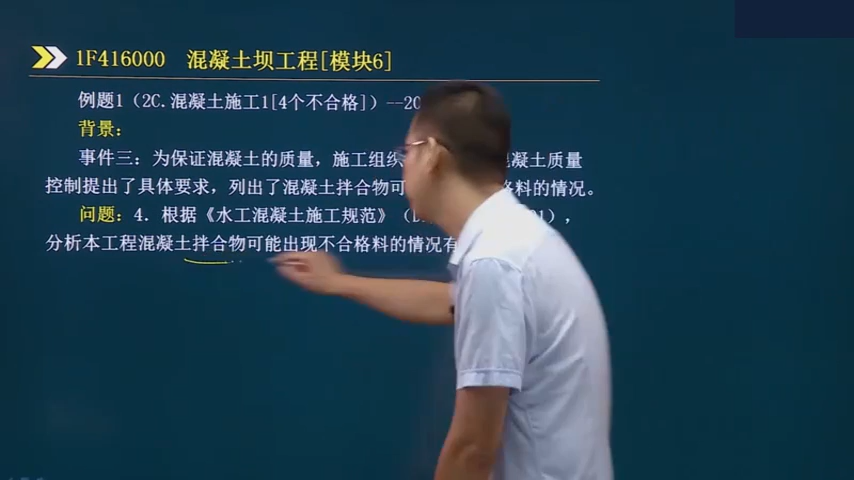 1F416000 混凝土坝工程[模块6]
例题1（2C.混凝土施工1[4个不合格]）--20
背景：
事件三：为保证混凝土的质量，施工组织 凝土质量
控制提出了具体要求，列出了混凝土拌合物可 格料的情况。
问题：4．根据《水工混凝土施工规范》（ 1），
分析本工程混凝土拌合物可能出现不合格料的情况有